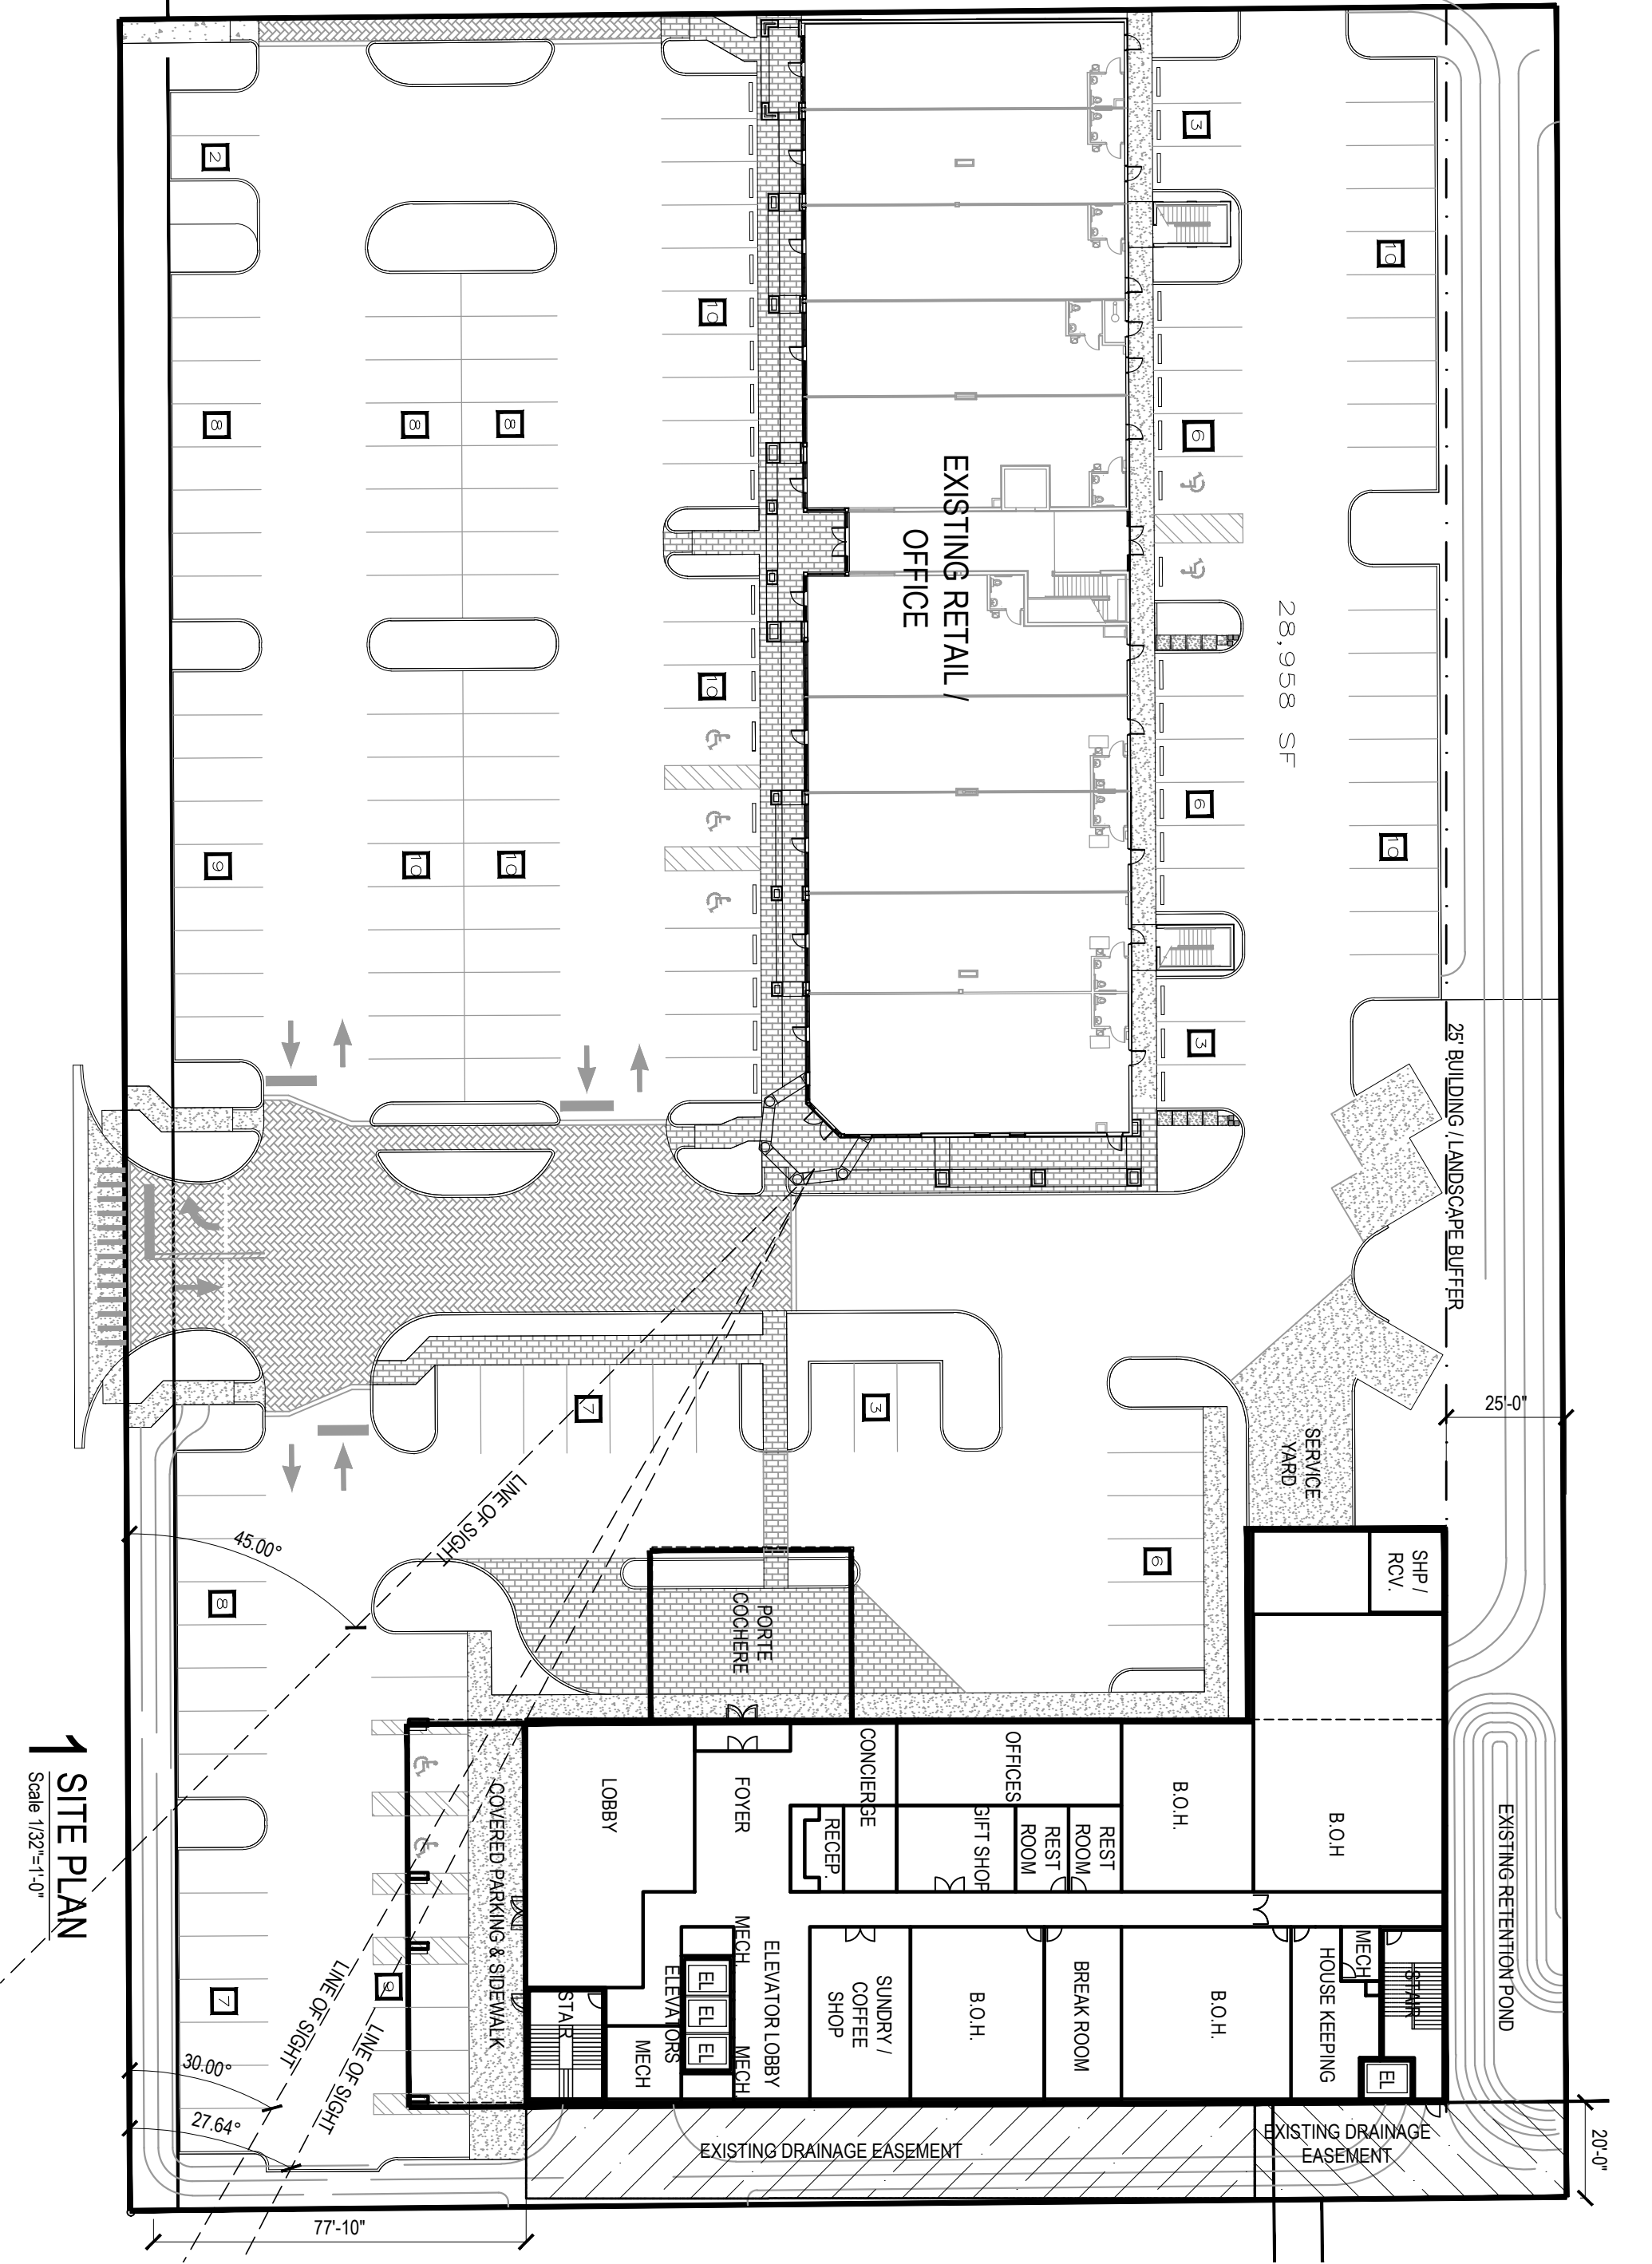 2
8
8
8
9
10
10
10
10
3
6
6
3
10
10
EXISTING RETAIL /
OFFICE
28,958 SF
25' BUILDING / LANDSCAPE BUFFER
25'-0"
SERVICE
YARD
7
3
6
8
7
9
LINE OF SIGHT
LINE OF SIGHT
LINE OF SIGHT
45.00°
30.00°
27.64°
PORTE
COCHERE
COVERED PARKING & SIDEWALK
LOBBY
FOYER
CONCIERGE
RECEP.
OFFICES
GIFT SHOP
REST
ROOM
REST
ROOM
B.O.H.
B.O.H
SHP /
RCV.
STAIR
MECH
ELEVATORS
MECH.
EL
EL
EL
MECH
ELEVATOR LOBBY
SUNDRY /
COFFEE
SHOP
B.O.H.
BREAK ROOM
B.O.H.
HOUSE KEEPING
MECH
STAIR
EL
EXISTING RETENTION POND
EXISTING DRAINAGE EASEMENT
EXISTING DRAINAGE
EASEMENT
20'-0"
77'-10"
1 SITE PLAN
Scale 1/32"=1'-0"